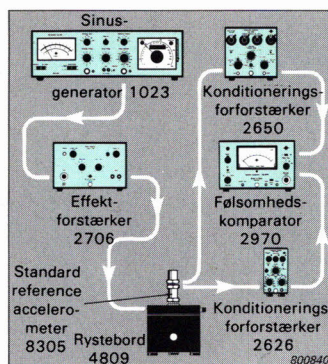 Sinus-
generator 1023
Konditionerings-
forforstærker
2650
Effekt-
forstærker
2706
Følsomheds-
komparator
2970
Standard
reference
accelero-
meter
8305
Rystebord
4809
Konditionerings
forforstærker
2626
800840